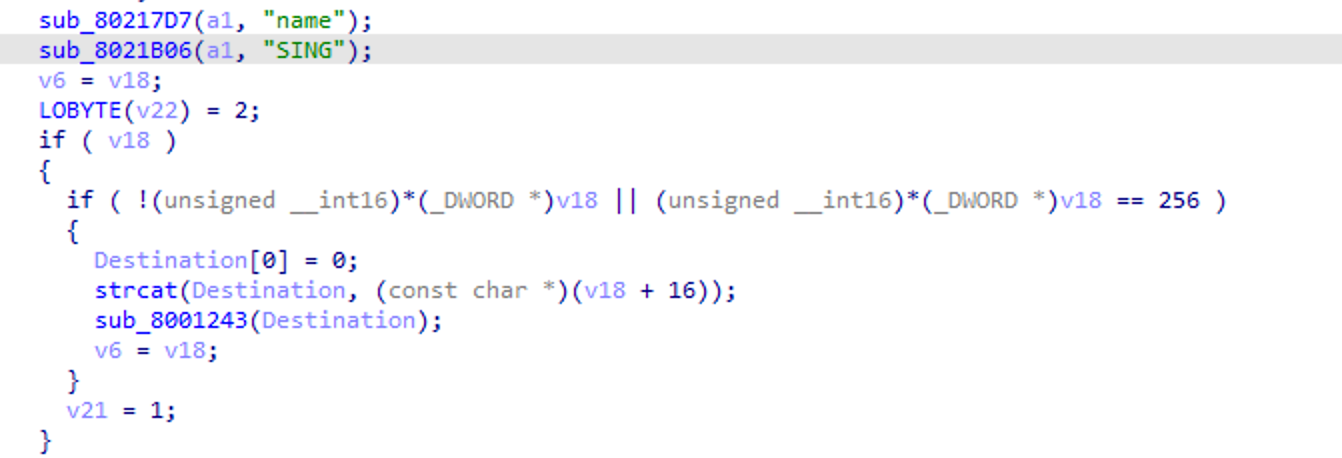 sub_80217D7(a1, "name");
sub_8021B06(a1, "SING");
v6 = v18;
LOBYTE(v22) = 2;
if ( v18 )
{
if ( !(unsigned __int16)*(_DWORD *)v18 || (unsigned __int16)*(_DWORD *)v18 == 256 )
{
Destination[0] = 0;
strcat(Destination, (const char *)(v18 + 16));
sub_8001243(Destination);
v6 = v18;
}
v21 = 1;
}